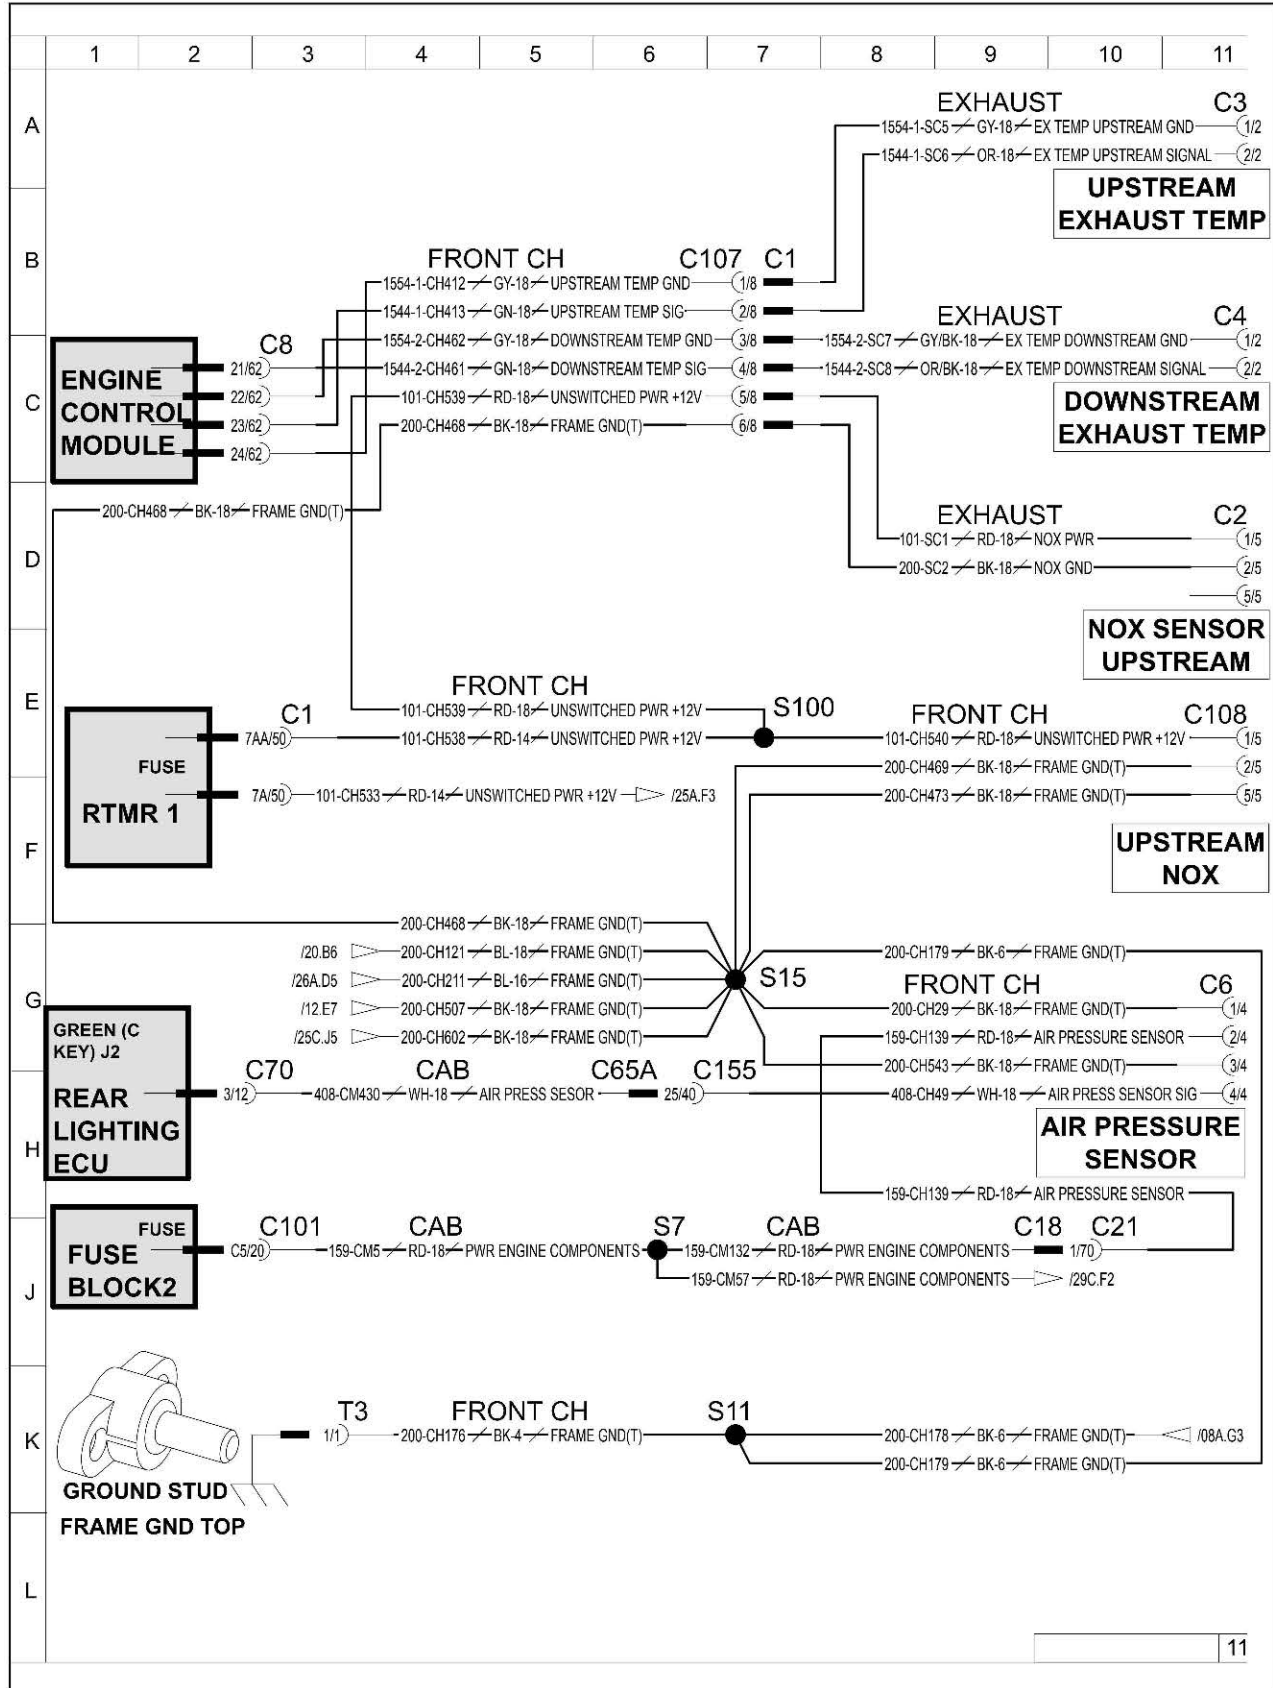 1 2 3 4 5 6 7 8 9 10 11
A
EXHAUST C3
1554-1-SC5 GY-18 EX TEMP UPSTREAM GND 1/2
1544-1-SC6 OR-18 EX TEMP UPSTREAM SIGNAL 2/2
UPSTREAM
EXHAUST TEMP
B
FRONT CH C107 C1
1554-1-CH412 GY-18 UPSTREAM TEMP GND 1/8
1544-1-CH413 GN-18 UPSTREAM TEMP SIG 2/8
EXHAUST C4
1554-2-CH462 GY-18 DOWNSTREAM TEMP GND 3/8 1554-2-SC7 GY/BK-18 EX TEMP DOWNSTREAM GND 1/2
C8
21/62 1544-2-CH461 GN-18 DOWNSTREAM TEMP SIG 4/8 1544-2-SC8 OR/BK-18 EX TEMP DOWNSTREAM SIGNAL 2/2
C
ENGINE
CONTROL
MODULE
22/62 101-CH539 RD-18 UNSWITCHED PWR +12V 5/8
23/62 200-CH468 BK-18 FRAME GND(T) 6/8
24/62
DOWNSTREAM
EXHAUST TEMP
200-CH468 BK-18 FRAME GND(T)
D
EXHAUST C2
101-SC1 RD-18 NOX PWR 1/5
200-SC2 BK-18 NOX GND 2/5
5/5
NOX SENSOR
UPSTREAM
E
FRONT CH
101-CH539 RD-18 UNSWITCHED PWR +12V S100
C1 FRONT CH C108
7AA/50 101-CH538 RD-14 UNSWITCHED PWR +12V 101-CH540 RD-18 UNSWITCHED PWR +12V 1/5
FUSE
200-CH469 BK-18 FRAME GND(T) 2/5
7A/50 101-CH533 RD-14 UNSWITCHED PWR +12V /25A.F3 200-CH473 BK-18 FRAME GND(T) 5/5
RTMR 1
F
UPSTREAM
NOX
200-CH468 BK-18 FRAME GND(T)
/20.B6 200-CH121 BL-18 FRAME GND(T) 200-CH179 BK-6 FRAME GND(T)
/26A.D5 200-CH211 BL-16 FRAME GND(T) S15
G
FRONT CH C6
/12.E7 200-CH507 BK-18 FRAME GND(T) 200-CH29 BK-18 FRAME GND(T) 1/4
/25C.J5 200-CH602 BK-18 FRAME GND(T) 159-CH139 RD-18 AIR PRESSURE SENSOR 2/4
200-CH543 BK-18 FRAME GND(T) 3/4
GREEN (C
KEY) J2
C70 CAB C65A C155
3/12 408-CM430 WH-18 AIR PRESS SESOR 25/40 408-CH49 WH-18 AIR PRESS SENSOR SIG 4/4
H
REAR
LIGHTING
ECU
AIR PRESSURE
SENSOR
159-CH139 RD-18 AIR PRESSURE SENSOR
FUSE C101 CAB S7 CAB C18 C21
C5/20 159-CM5 RD-18 PWR ENGINE COMPONENTS 159-CM132 RD-18 PWR ENGINE COMPONENTS 1/70
FUSE
BLOCK2
J
159-CM57 RD-18 PWR ENGINE COMPONENTS /29C.F2
K
T3 FRONT CH S11
1/1 200-CH176 BK-4 FRAME GND(T) 200-CH178 BK-6 FRAME GND(T) /08A.G3
200-CH179 BK-6 FRAME GND(T)
GROUND STUD
FRAME GND TOP
L
11